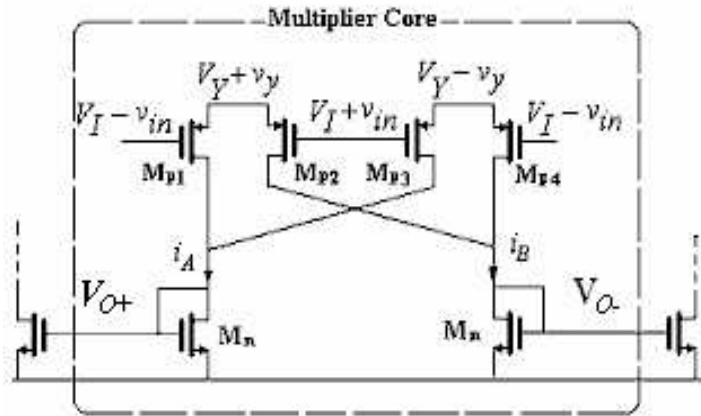 Multiplier Core
V_Y + v_y
V_Y − v_y
V_I − v_in
V_I + v_in
V_I − v_in
M_P1
M_P2
M_P3
M_P4
i_A
i_B
V_O+
V_O-
M_n
M_n